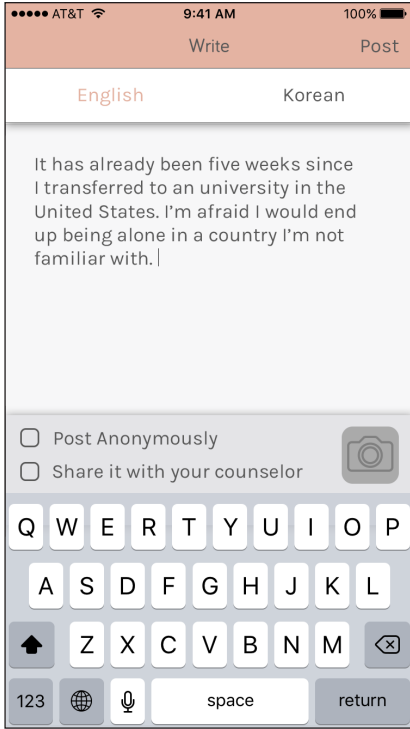 AT&T 9:41 AM 100%
Write Post
English Korean
It has already been five weeks since
I transferred to an university in the
United States. I'm afraid I would end
up being alone in a country I'm not
familiar with.
Post Anonymously
Share it with your counselor
Q W E R T Y U I O P
A S D F G H J K L
Z X C V B N M
123 space return